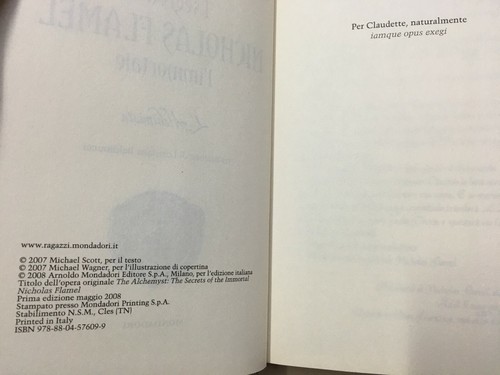 www.ragazzi.mondadori.it
© 2007 Michael Scott, per il testo
© 2007 Michael Wagner, per l'illustrazione di copertina
© 2008 Arnoldo Mondadori Editore S.p.A., Milano, per l'edizione italiana
Titolo dell'opera originale The Alchemyst: The Secrets of the Immortal
Nicholas Flamel
Prima edizione maggio 2008
Stampato presso Mondadori Printing S.p.A.
Stabilimento N.S.M., Cles (TN)
Printed in Italy
ISBN 978-88-04-57609-9
Per Claudette, naturalmente
iamque opus exegi